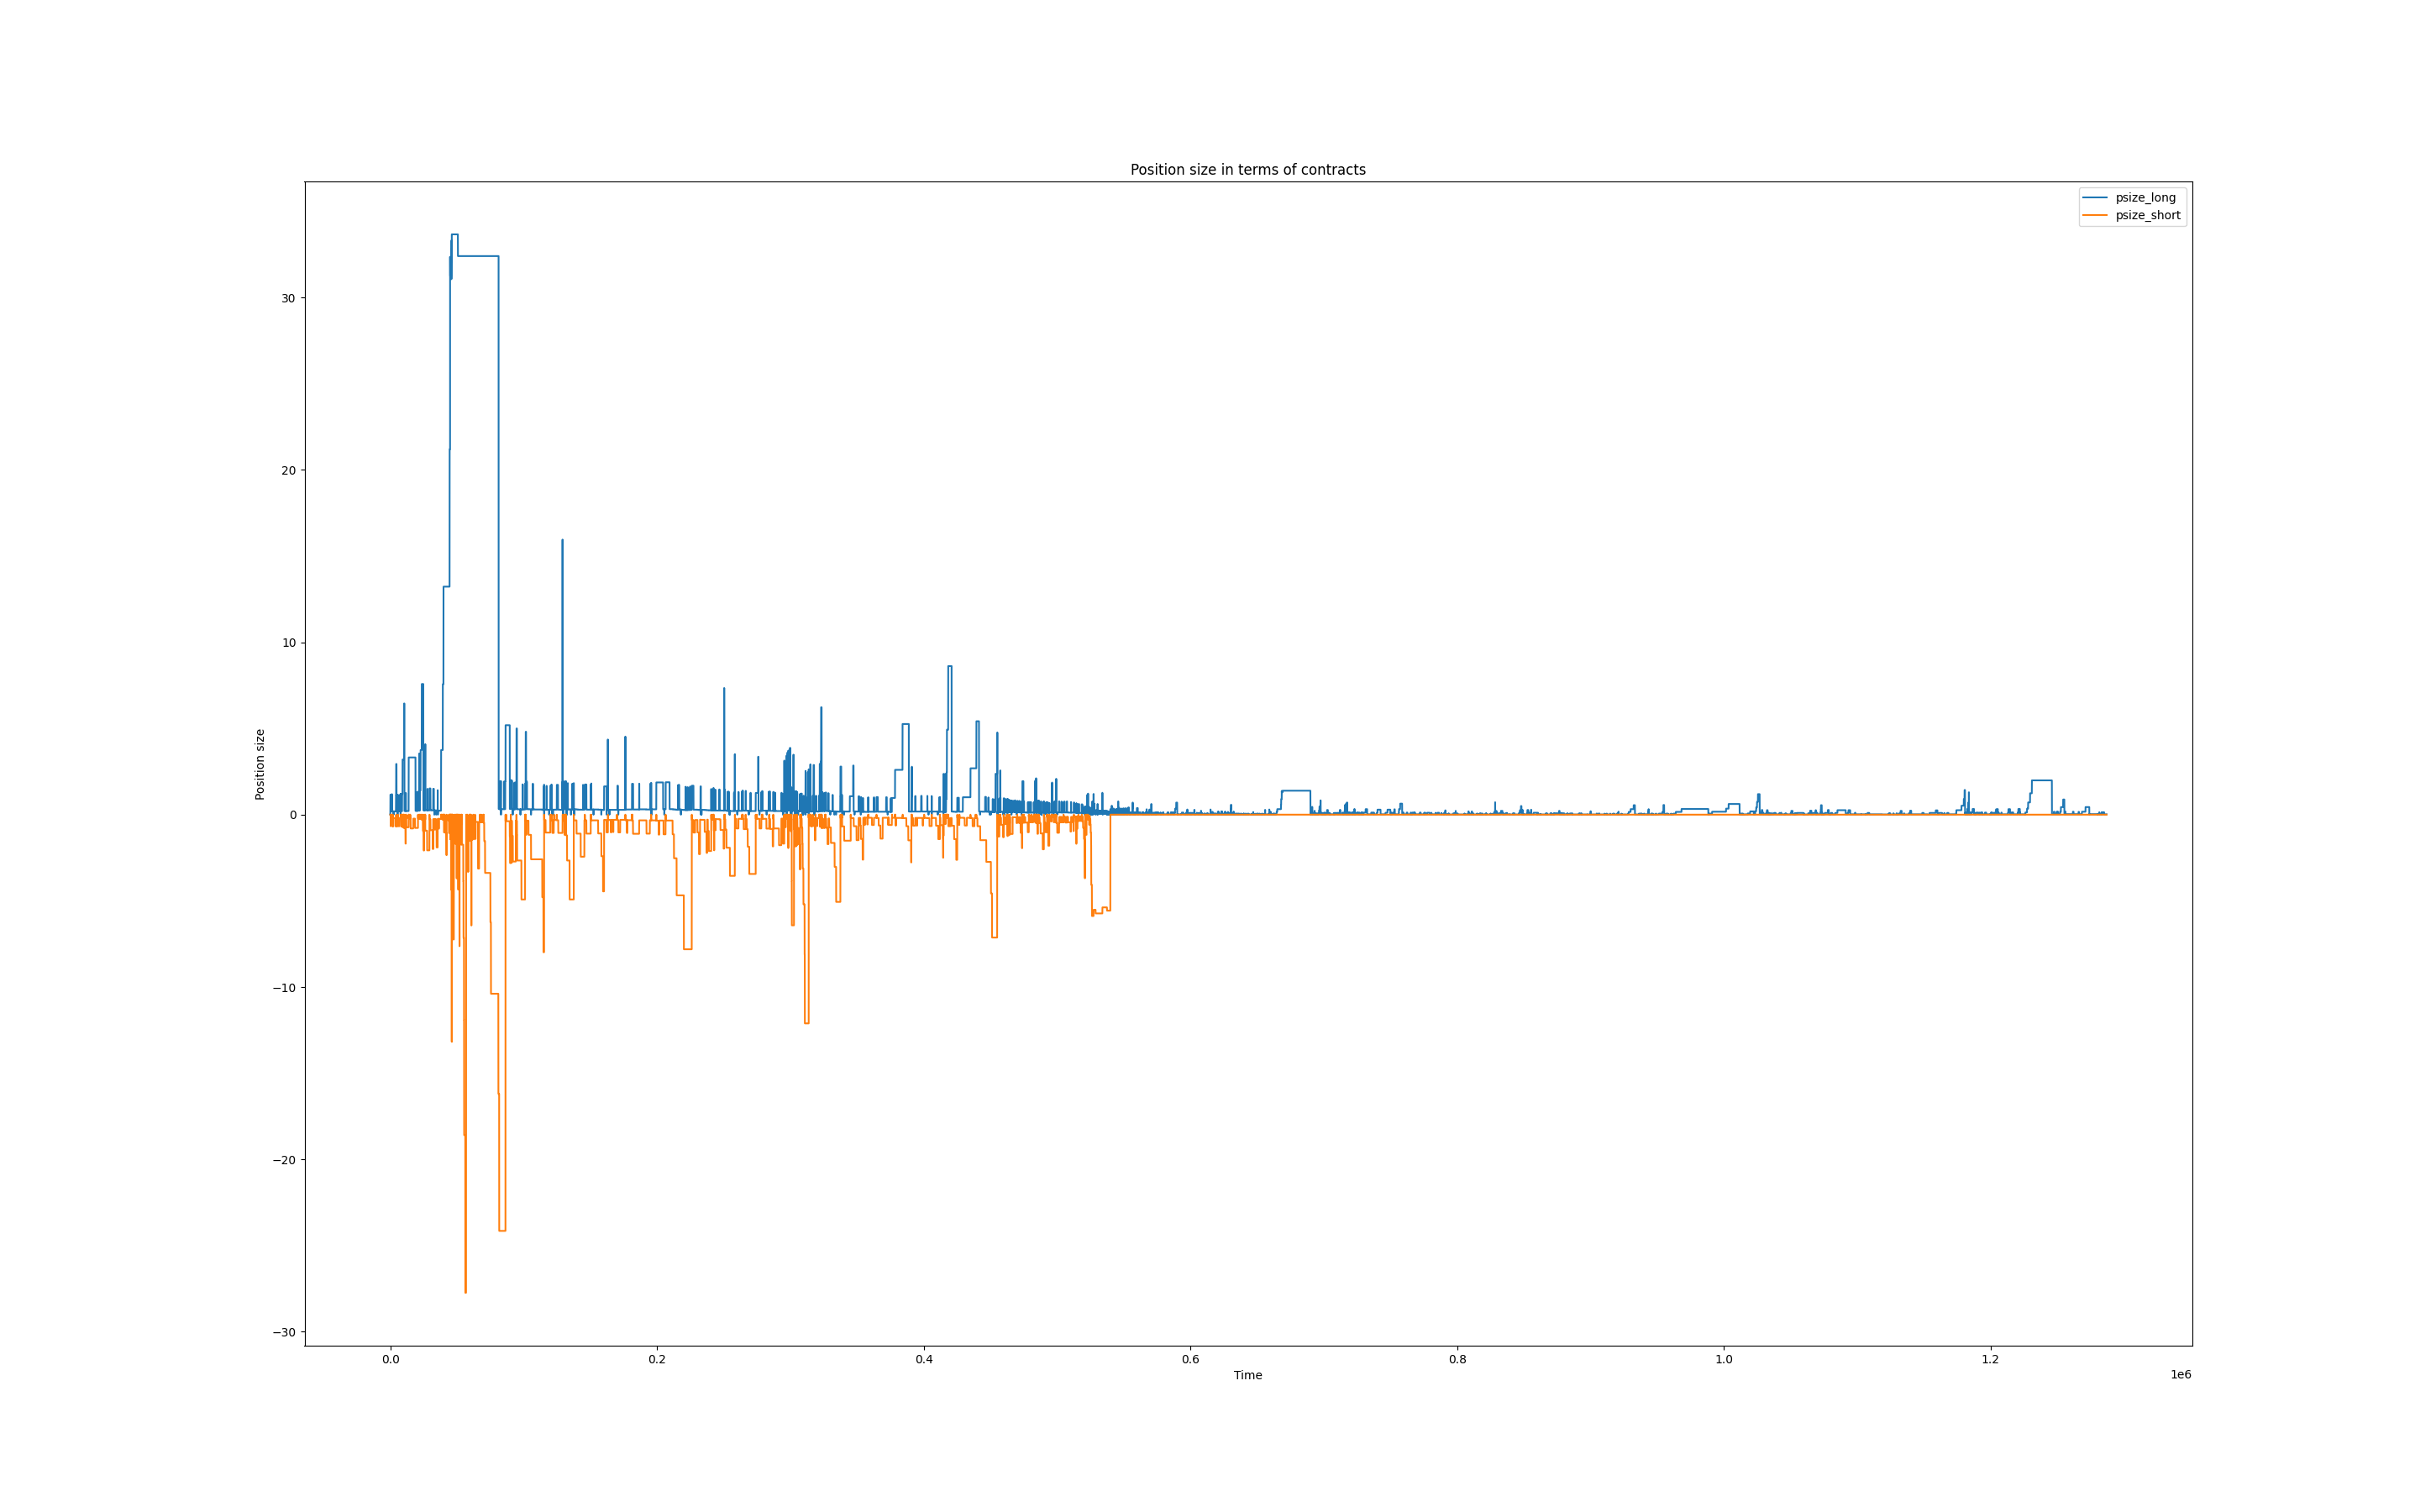 Position size in terms of contracts
psize_long
psize_short
Position size
30
20
10
0
−10
−20
−30
0.0
0.2
0.4
0.6
0.8
1.0
1.2
Time
1e6